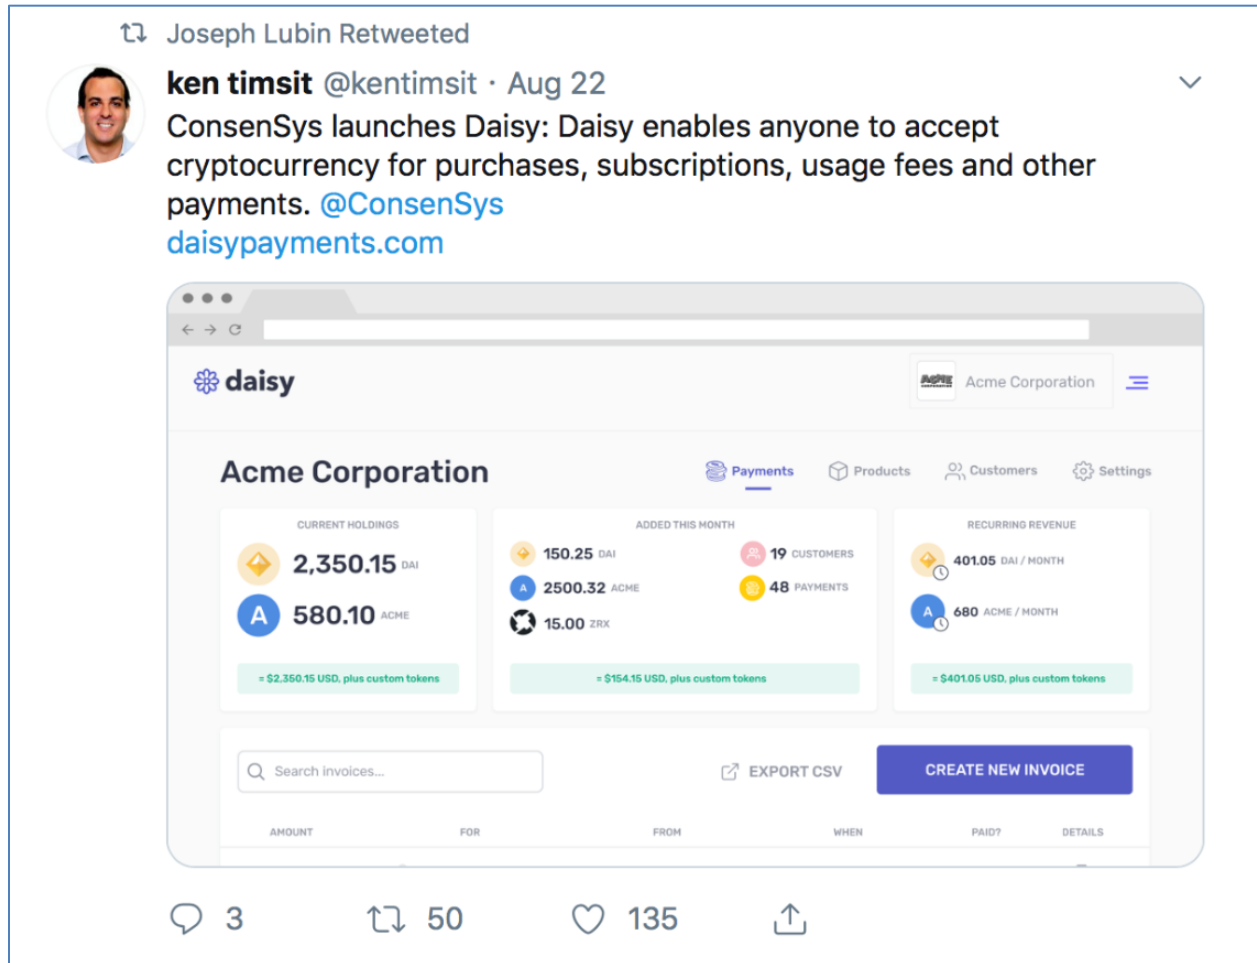 Joseph Lubin Retweeted
ken timsit @kentimsit · Aug 22
ConsenSys launches Daisy: Daisy enables anyone to accept
cryptocurrency for purchases, subscriptions, usage fees and other
payments. @ConsenSys
daisypayments.com
daisy
ACME
CORPORATION
Acme Corporation
Acme Corporation
Payments
Products
Customers
Settings
CURRENT HOLDINGS
2,350.15 DAI
A 580.10 ACME
= $2,350.15 USD, plus custom tokens
ADDED THIS MONTH
150.25 DAI
19 CUSTOMERS
A 2500.32 ACME
48 PAYMENTS
15.00 ZRX
= $154.15 USD, plus custom tokens
RECURRING REVENUE
401.05 DAI / MONTH
A 680 ACME / MONTH
= $401.05 USD, plus custom tokens
Search invoices...
EXPORT CSV
CREATE NEW INVOICE
AMOUNT FOR FROM WHEN PAID? DETAILS
3 50 135